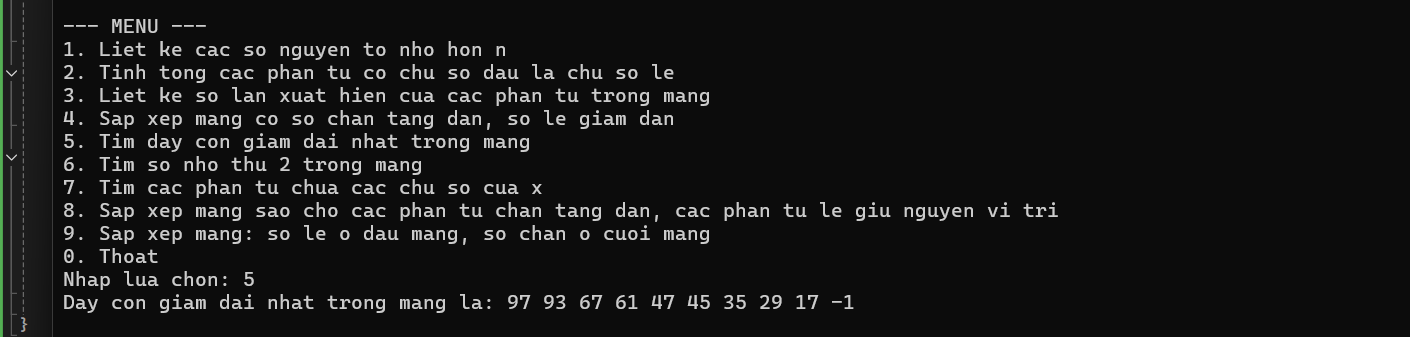 --- MENU ---
1. Liet ke cac so nguyen to nho hon n
2. Tinh tong cac phan tu co chu so dau la chu so le
3. Liet ke so lan xuat hien cua cac phan tu trong mang
4. Sap xep mang co so chan tang dan, so le giam dan
5. Tim day con giam dai nhat trong mang
6. Tim so nho thu 2 trong mang
7. Tim cac phan tu chua cac chu so cua x
8. Sap xep mang sao cho cac phan tu chan tang dan, cac phan tu le giu nguyen vi tri
9. Sap xep mang: so le o dau mang, so chan o cuoi mang
0. Thoat
Nhap lua chon: 5
Day con giam dai nhat trong mang la: 97 93 67 61 47 45 35 29 17 -1
}